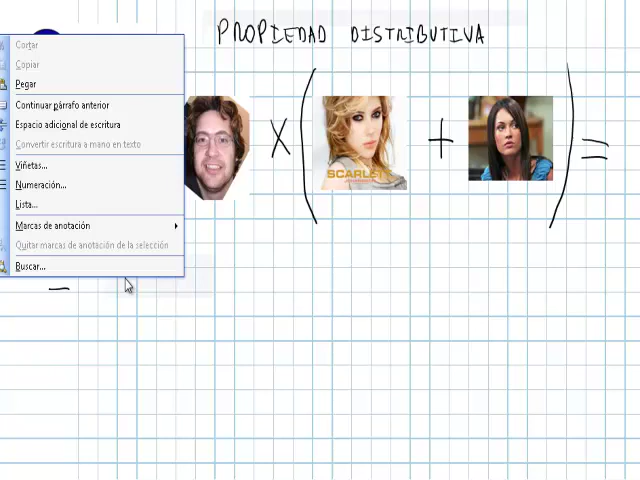 PROPIEDAD DISTRIBUTIVA
Cortar
Copiar
Pegar
Continuar párrafo anterior
Espacio adicional de escritura
Convertir escritura a mano en texto
Viñetas...
Numeración...
Lista...
Marcas de anotación
Quitar marcas de anotación de la selección
Buscar...
X ( SCARLETT + ) =